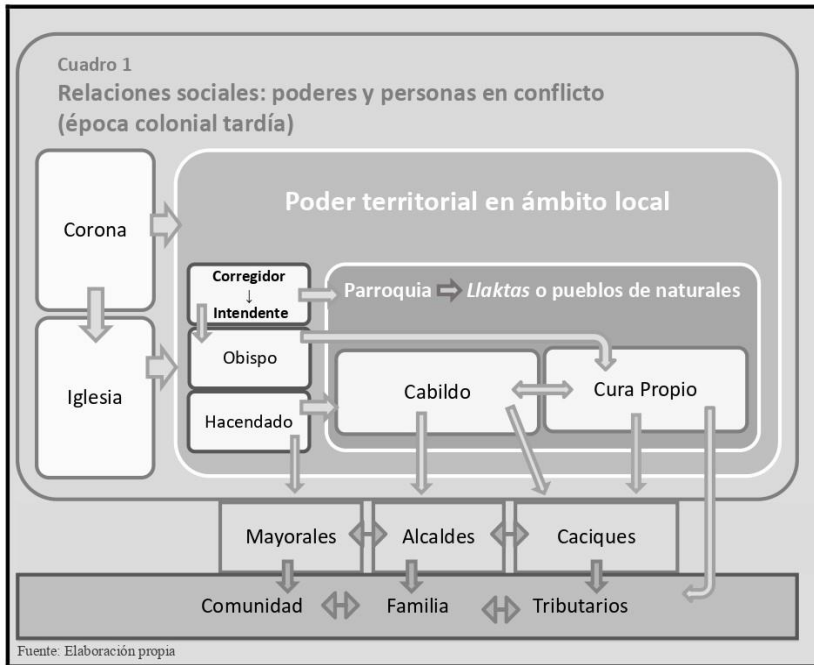 Cuadro 1
Relaciones sociales: poderes y personas en conflicto
(época colonial tardía)
Corona
Iglesia
Poder territorial en ámbito local
Corregidor
↓
Intendente
Obispo
Hacendado
Parroquia ➡ Llaktas o pueblos de naturales
Cabildo
Cura Propio
Mayorales
Alcaldes
Caciques
Comunidad
Familia
Tributarios
Fuente: Elaboración propia